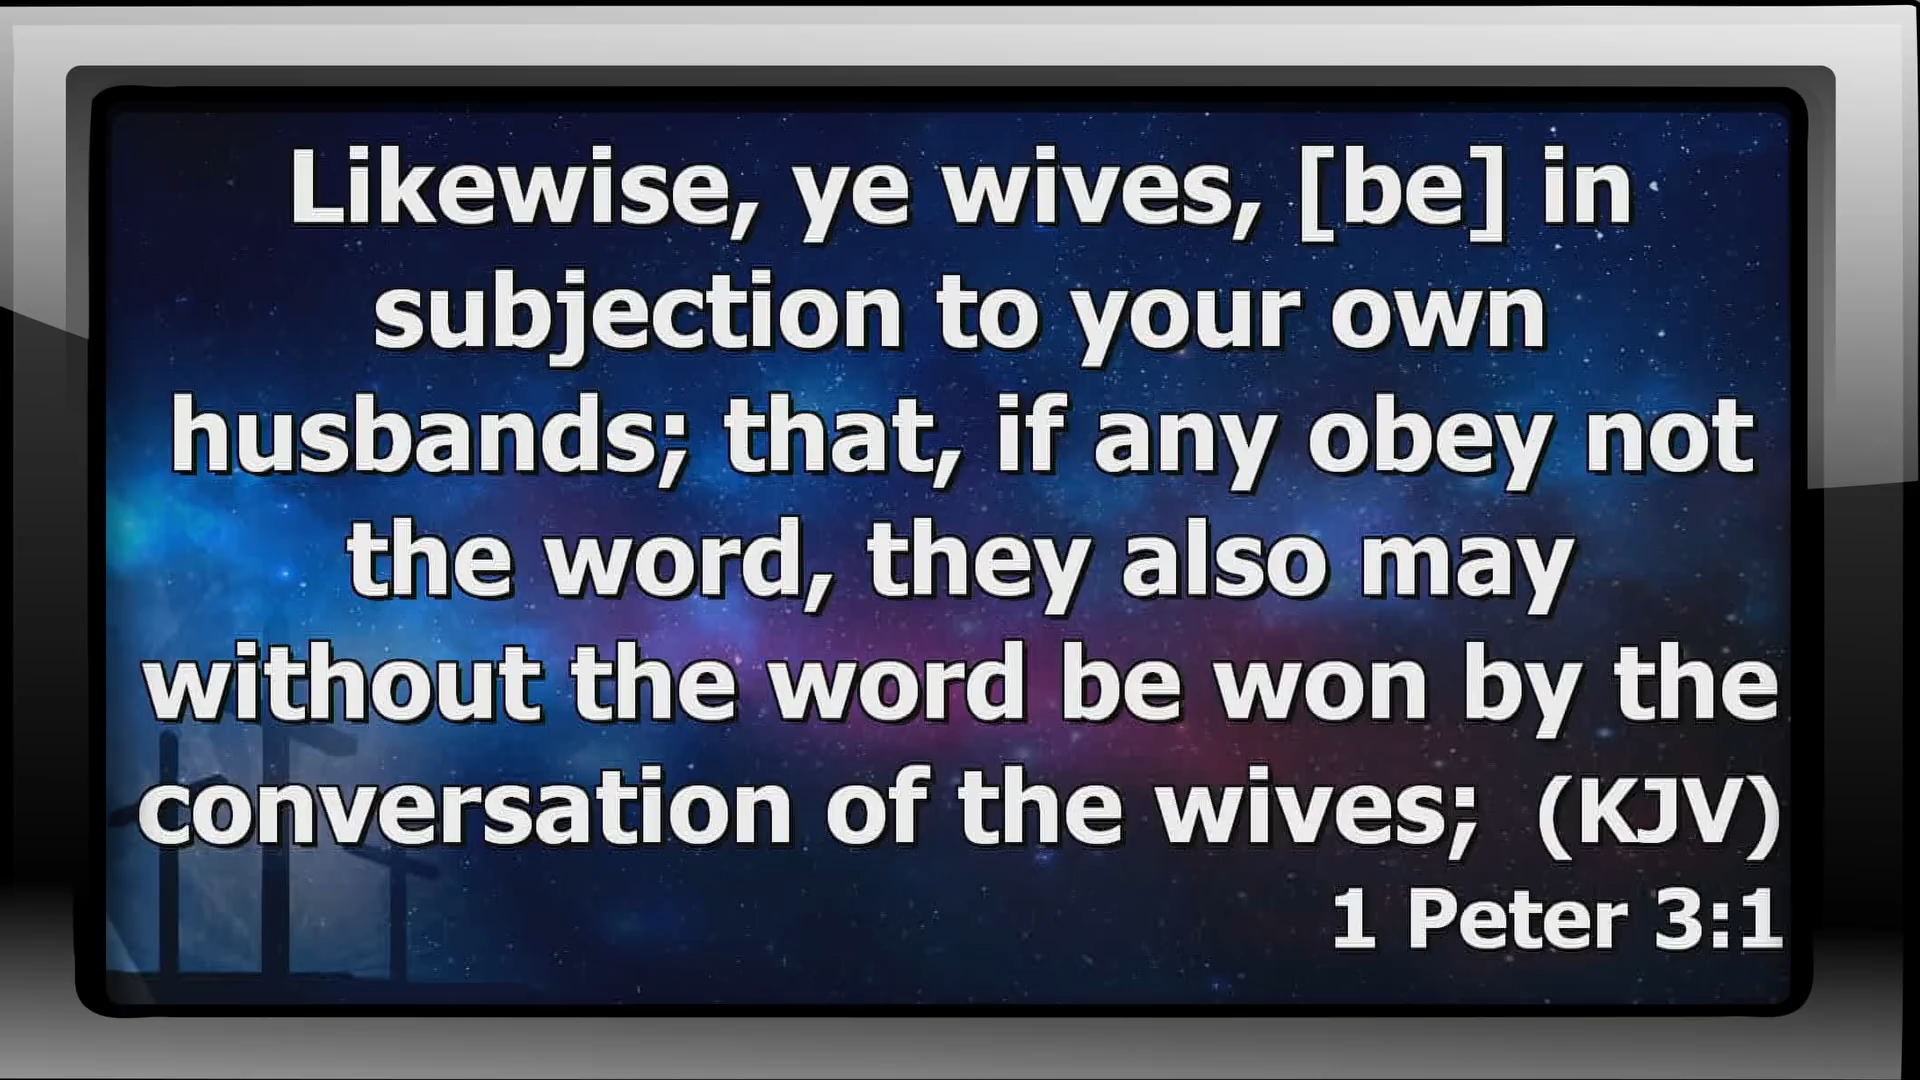 Likewise, ye wives, [be] in
subjection to your own
husbands; that, if any obey not
the word, they also may
without the word be won by the
conversation of the wives; (KJV)
1 Peter 3:1